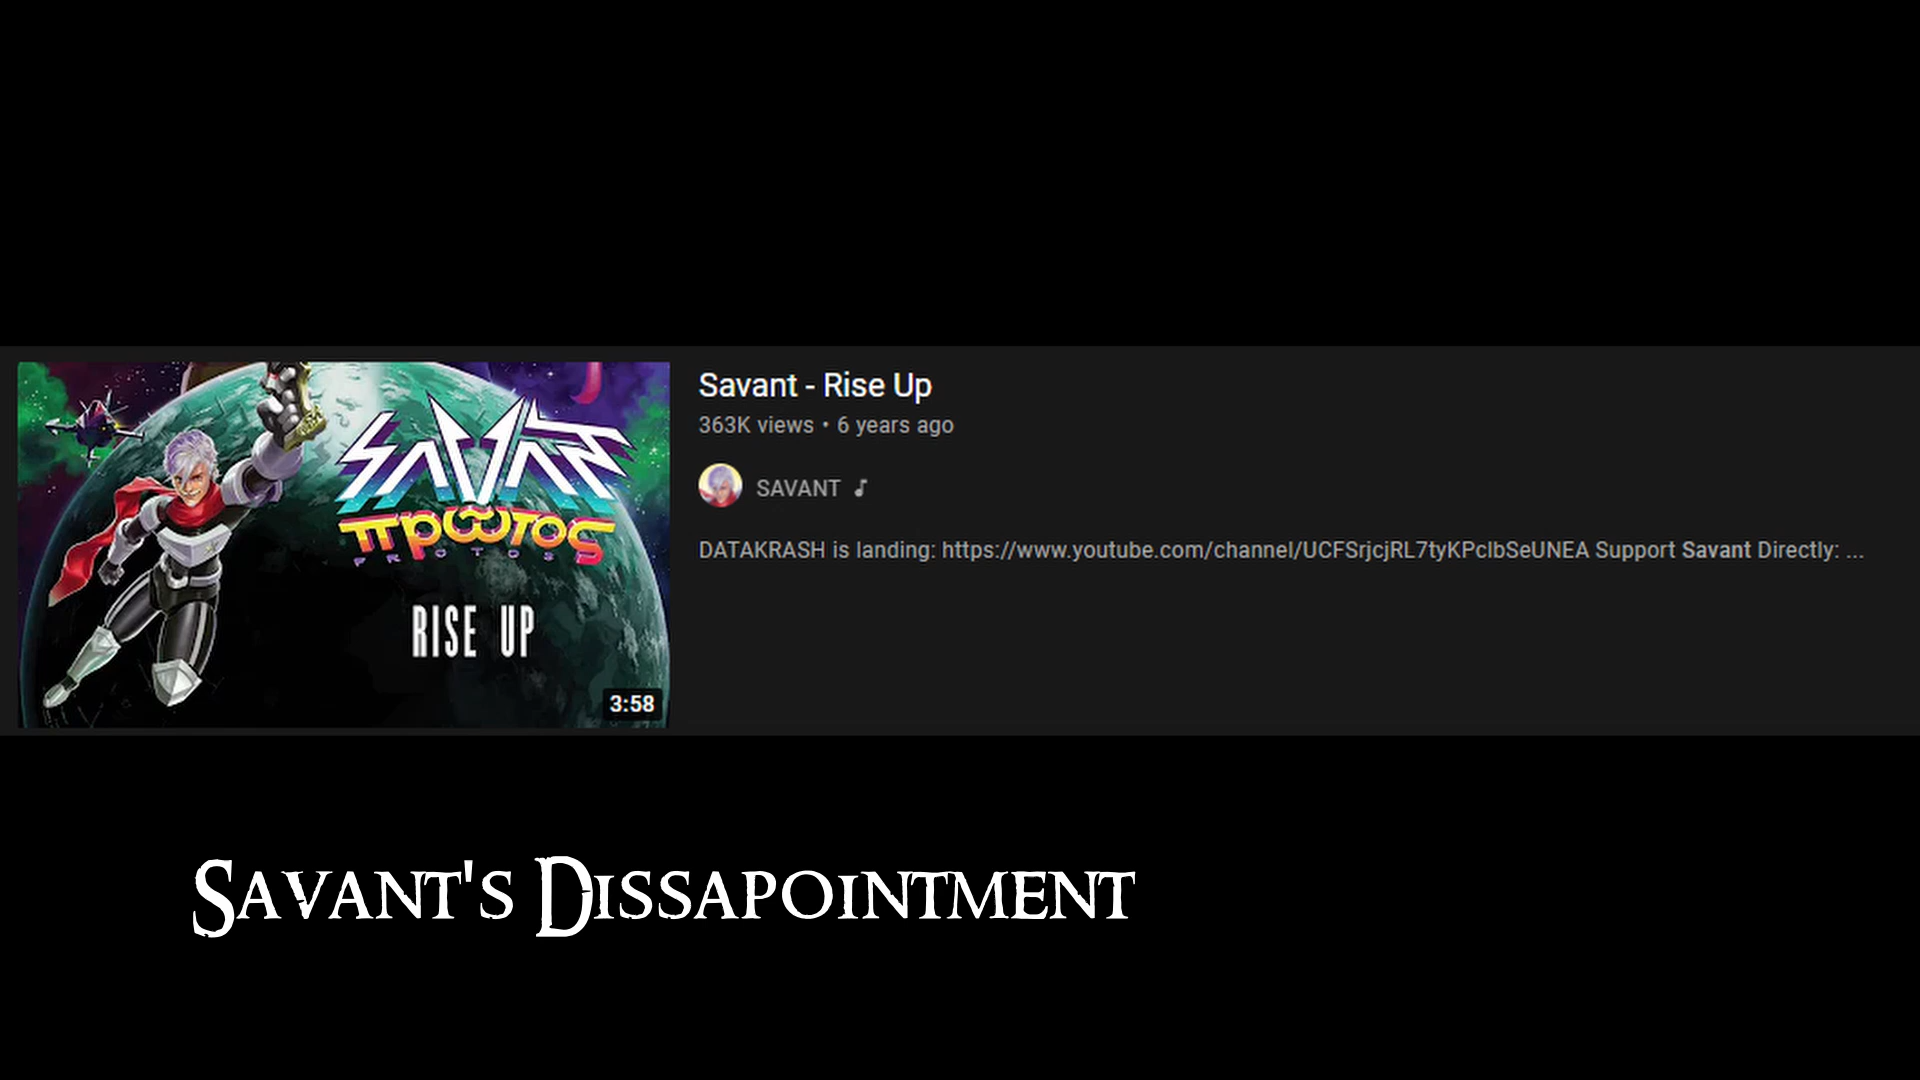 SAVANT
πρωτος
PROTOS
RISE UP
3:58
Savant - Rise Up
363K views • 6 years ago
SAVANT ♪
DATAKRASH is landing: https://www.youtube.com/channel/UCFSrjcjRL7tyKPcIbSeUNEA Support Savant Directly: ...
Savant's Dissapointment